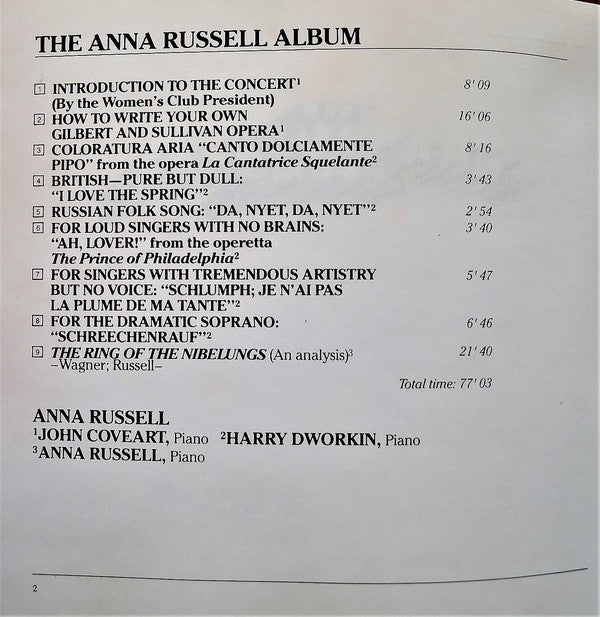 THE ANNA RUSSELL ALBUM
1 INTRODUCTION TO THE CONCERT¹ 8'09
(By the Women's Club President)
2 HOW TO WRITE YOUR OWN 16'06
GILBERT AND SULLIVAN OPERA¹
3 COLORATURA ARIA “CANTO DOLCIAMENTE 8'16
PIPO” from the opera La Cantatrice Squelante²
4 BRITISH—PURE BUT DULL: 3'43
“I LOVE THE SPRING”²
5 RUSSIAN FOLK SONG: “DA, NYET, DA, NYET”² 2'54
6 FOR LOUD SINGERS WITH NO BRAINS: 3'40
“AH, LOVER!” from the operetta
The Prince of Philadelphia²
7 FOR SINGERS WITH TREMENDOUS ARTISTRY 5'47
BUT NO VOICE: “SCHLUMPH; JE N'AI PAS
LA PLUME DE MA TANTE”²
8 FOR THE DRAMATIC SOPRANO: 6'46
“SCHREECHENRAUF”²
9 THE RING OF THE NIBELUNGS (An analysis)³ 21'40
–Wagner; Russell–
Total time: 77'03
ANNA RUSSELL
¹JOHN COVEART, Piano ²HARRY DWORKIN, Piano
³ANNA RUSSELL, Piano
2